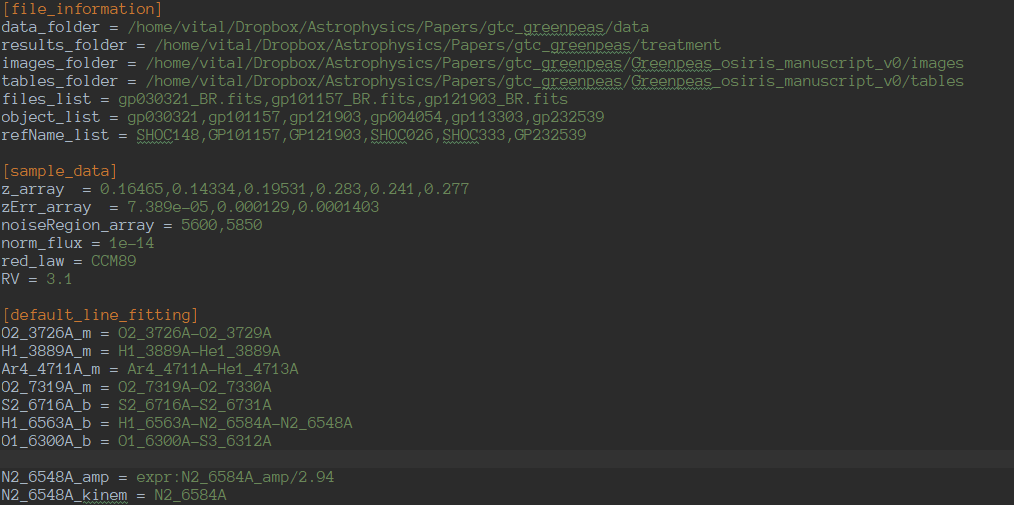 [file_information]
data_folder = /home/vital/Dropbox/Astrophysics/Papers/gtc_greenpeas/data
results_folder = /home/vital/Dropbox/Astrophysics/Papers/gtc_greenpeas/treatment
images_folder = /home/vital/Dropbox/Astrophysics/Papers/gtc_greenpeas/Greenpeas_osiris_manuscript_v0/images
tables_folder = /home/vital/Dropbox/Astrophysics/Papers/gtc_greenpeas/Greenpeas_osiris_manuscript_v0/tables
files_list = gp030321_BR.fits,gp101157_BR.fits,gp121903_BR.fits
object_list = gp030321,gp101157,gp121903,gp004054,gp113303,gp232539
refName_list = SHOC148,GP101157,GP121903,SHOC026,SHOC333,GP232539
[sample_data]
z_array  = 0.16465,0.14334,0.19531,0.283,0.241,0.277
zErr_array  = 7.389e-05,0.000129,0.0001403
noiseRegion_array = 5600,5850
norm_flux = 1e-14
red_law = CCM89
RV = 3.1
[default_line_fitting]
O2_3726A_m = O2_3726A-O2_3729A
H1_3889A_m = H1_3889A-He1_3889A
Ar4_4711A_m = Ar4_4711A-He1_4713A
O2_7319A_m = O2_7319A-O2_7330A
S2_6716A_b = S2_6716A-S2_6731A
H1_6563A_b = H1_6563A-N2_6584A-N2_6548A
O1_6300A_b = O1_6300A-S3_6312A
N2_6548A_amp = expr:N2_6584A_amp/2.94
N2_6548A_kinem = N2_6584A